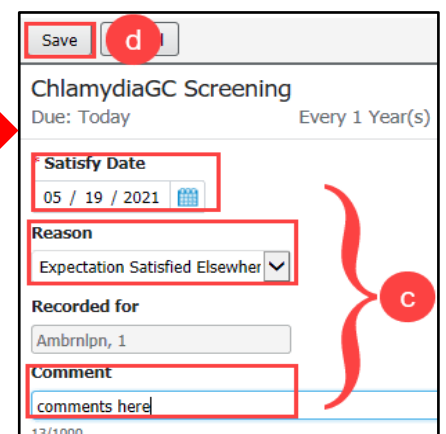 Save d l
ChlamydiaGC Screening
Due: Today Every 1 Year(s)
* Satisfy Date
05 / 19 / 2021
Reason
Expectation Satisfied Elsewher
Recorded for
Ambrnlpn, 1
c
Comment
comments here
13/1000